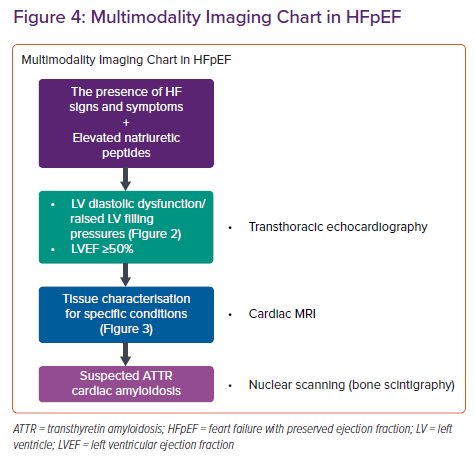 Figure 4: Multimodality Imaging Chart in HFpEF
Multimodality Imaging Chart in HFpEF
The presence of HF
signs and symptoms
+
Elevated natriuretic
peptides
• LV diastolic dysfunction/
raised LV filling
pressures (Figure 2)
• LVEF ≥50%
• Transthoracic echocardiography
Tissue characterisation
for specific conditions
(Figure 3)
• Cardiac MRI
Suspected ATTR
cardiac amyloidosis
• Nuclear scanning (bone scintigraphy)
ATTR = transthyretin amyloidosis; HFpEF = feart failure with preserved ejection fraction; LV = left
ventricle; LVEF = left ventricular ejection fraction